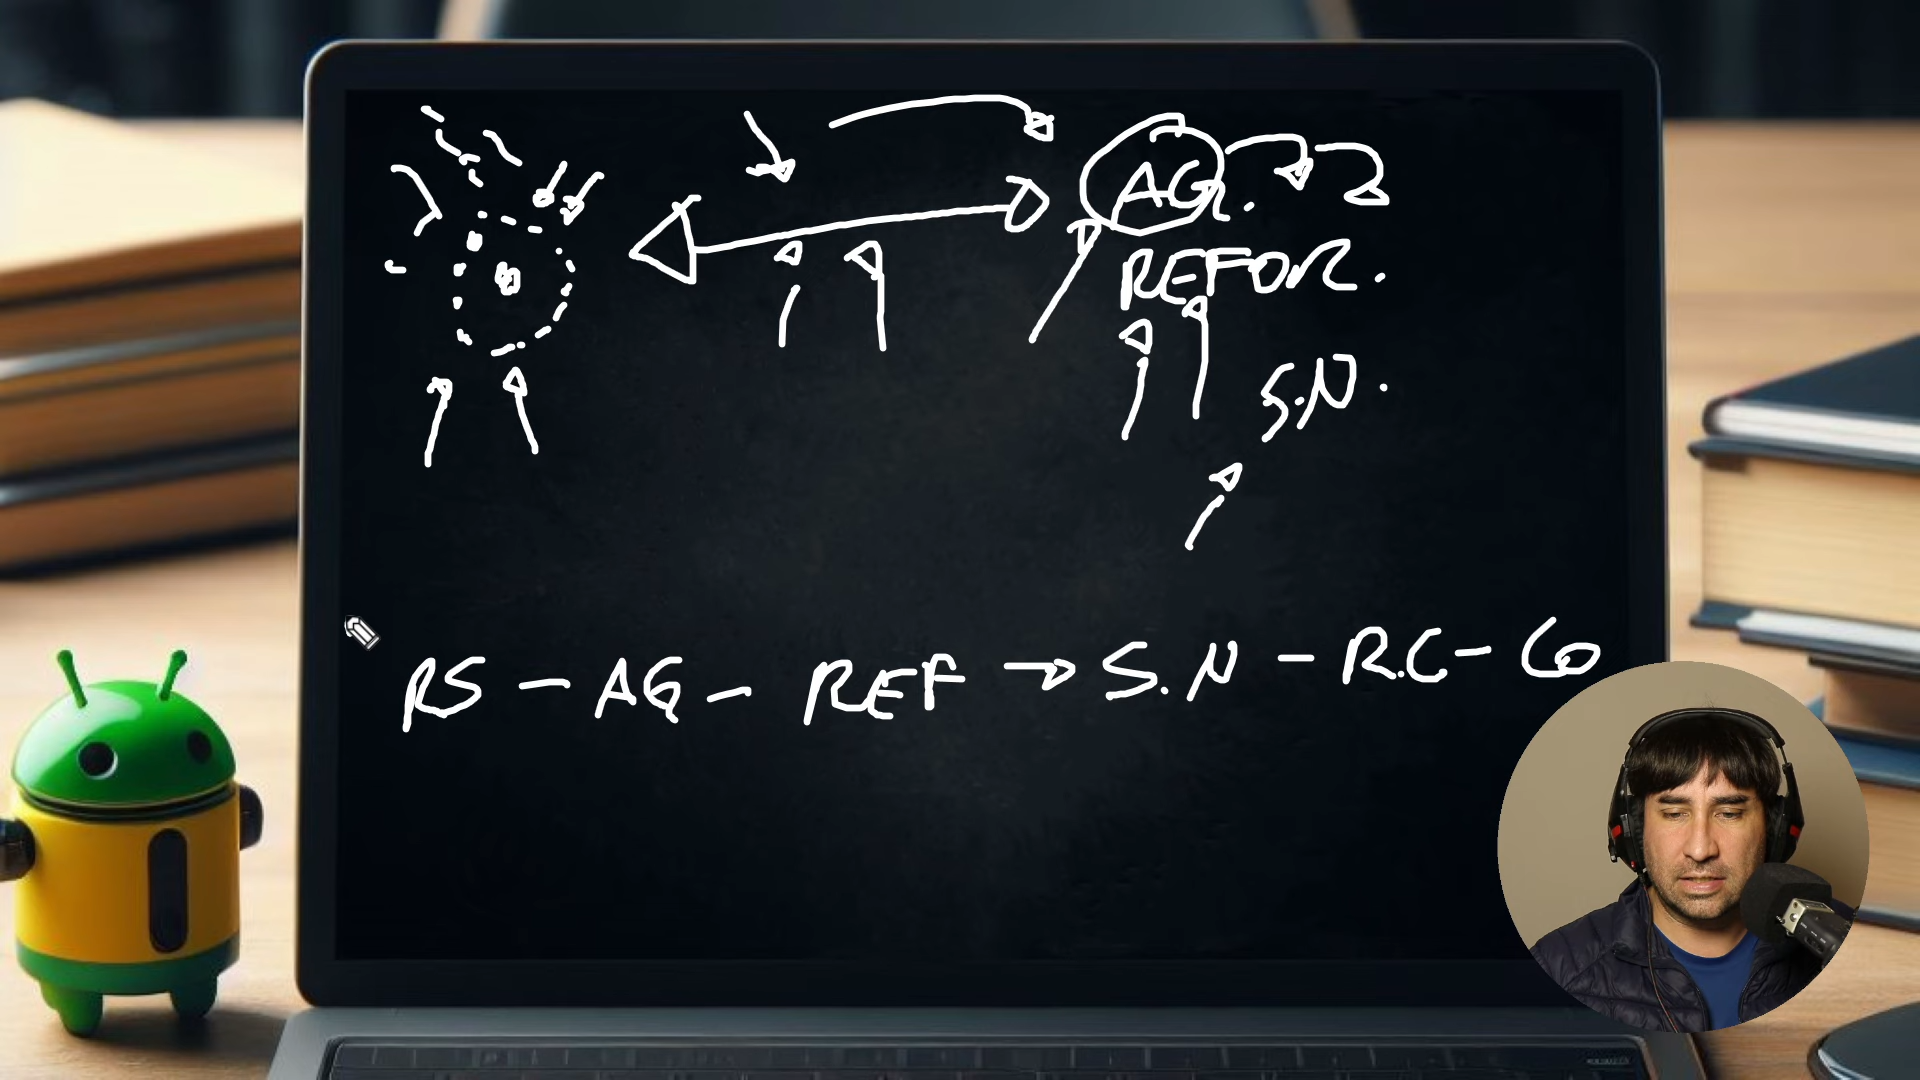 AG.
REFOR.
S.N.
RS - AG - REF → S.N - R.C - Co